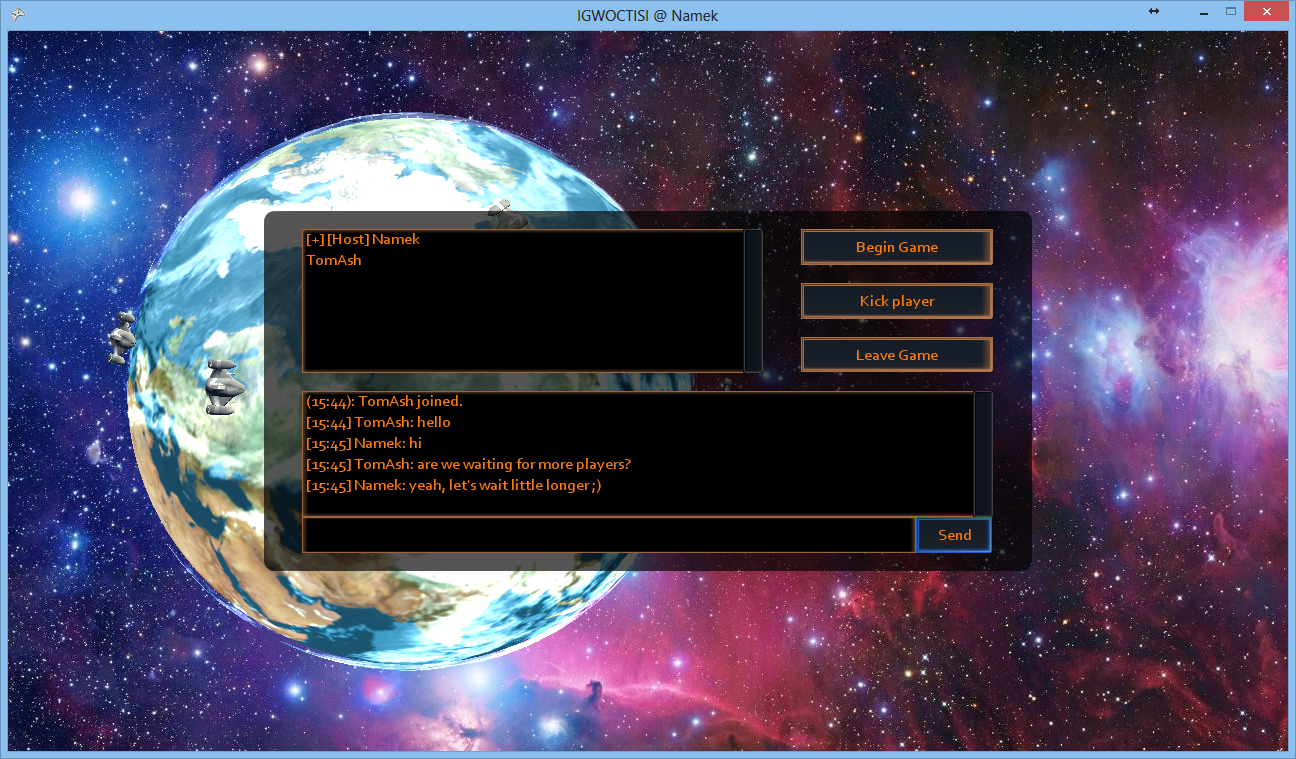 IGWOCTISI @ Namek
[+] [Host] Namek
TomAsh
Begin Game
Kick player
Leave Game
(15:44): TomAsh joined.
[15:44] TomAsh: hello
[15:45] Namek: hi
[15:45] TomAsh: are we waiting for more players?
[15:45] Namek: yeah, let's wait little longer ;)
Send